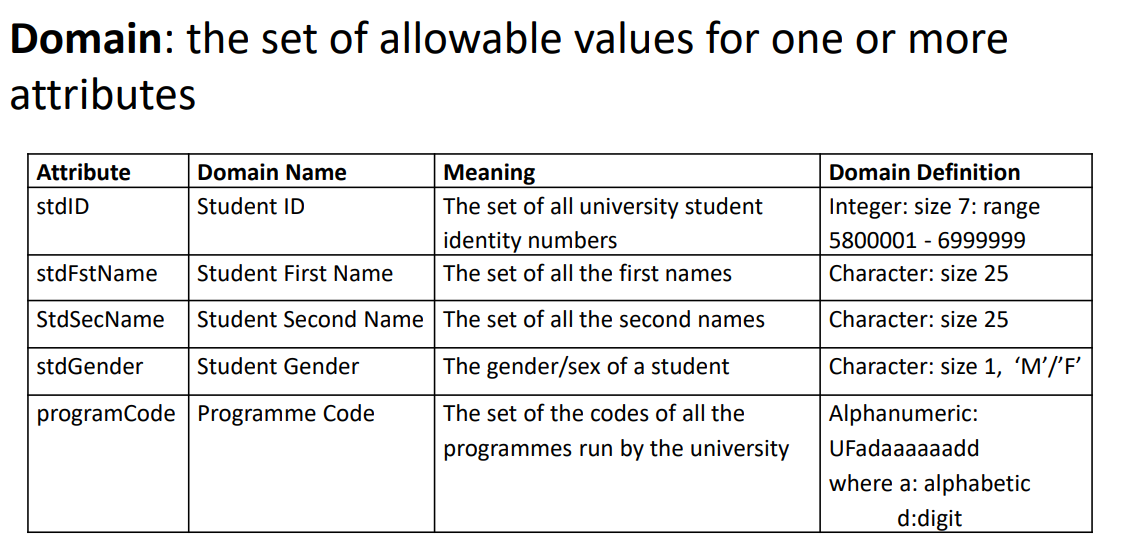 Domain: the set of allowable values for one or more
attributes
Attribute Domain Name Meaning Domain Definition
stdID Student ID The set of all university student Integer: size 7: range
identity numbers 5800001 - 6999999
stdFstName Student First Name The set of all the first names Character: size 25
StdSecName Student Second Name The set of all the second names Character: size 25
stdGender Student Gender The gender/sex of a student Character: size 1, ‘M’/’F’
programCode Programme Code The set of the codes of all the Alphanumeric:
programmes run by the university UFadaaaaaadd
where a: alphabetic
d:digit